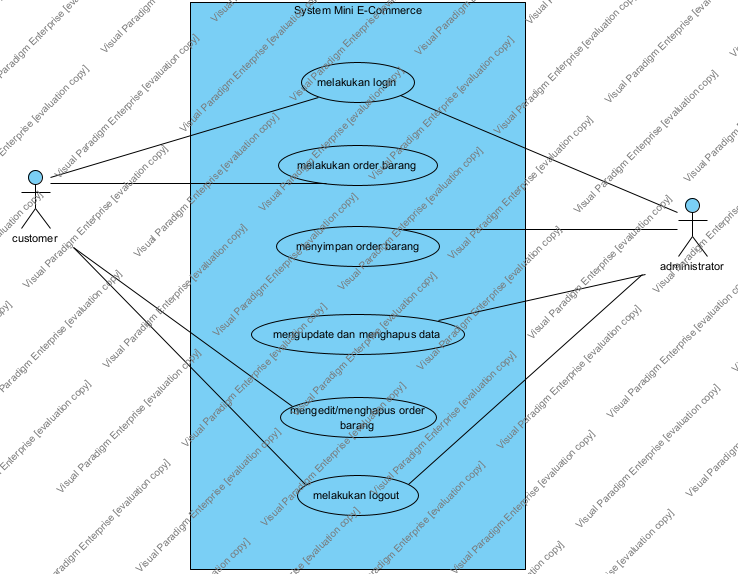 System Mini E-Commerce
melakukan login
melakukan order barang
customer
menyimpan order barang
administrator
mengupdate dan menghapus data
mengedit/menghapus order
barang
melakukan logout
Visual Paradigm Enterprise [evaluation copy]